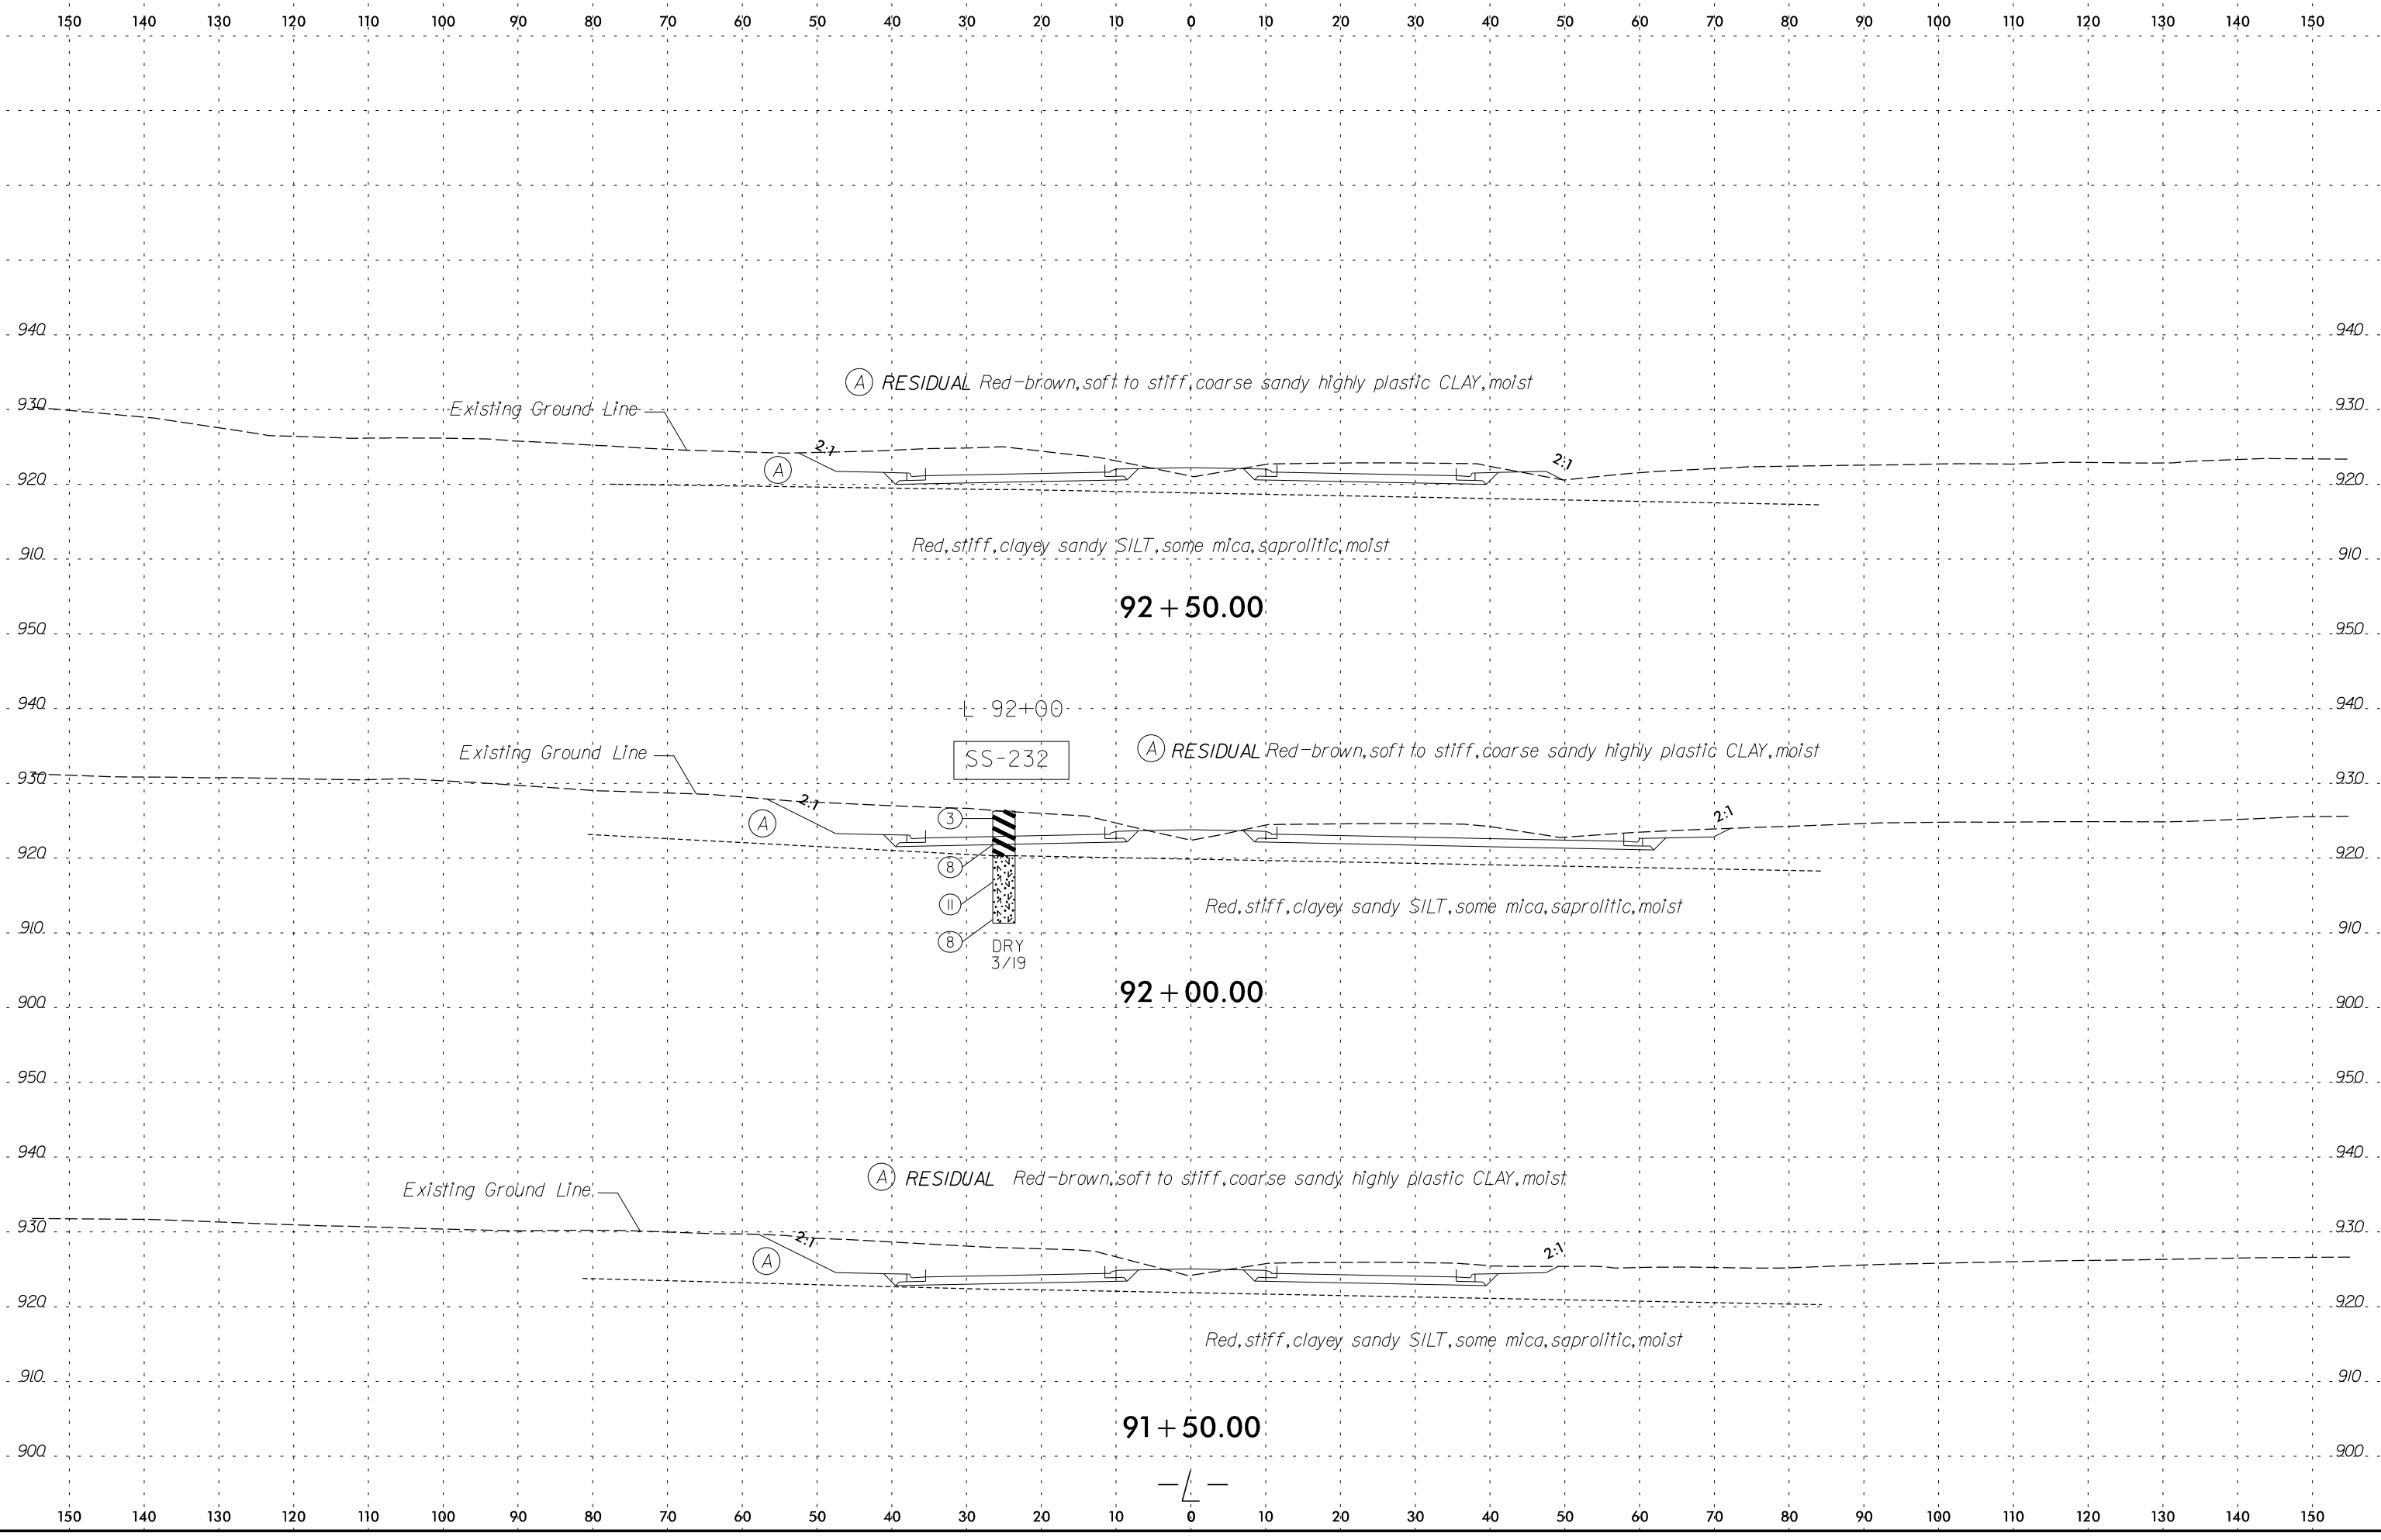 150 140 130 120 110 100 90 80 70 60 50 40 30 20 10 0 10 20 30 40 50 60 70 80 90 100 110 120 130 140 150
940 940
A RESIDUAL Red-brown, soft to stiff, coarse sandy highly plastic CLAY, moist
930 Existing Ground Line 930
2:1 2:1
A
920 920
Red, stiff, clayey sandy SILT, some mica, saprolitic, moist
910 910
92+50.00
950 950
940 L 92+00 940
Existing Ground Line SS-232 A RESIDUAL Red-brown, soft to stiff, coarse sandy highly plastic CLAY, moist
930 930
2:1 2:1
A 3
920 920
8
11 Red, stiff, clayey sandy SILT, some mica, saprolitic, moist
910 910
8 DRY
3/19
92+00.00
900 900
950 950
940 940
A RESIDUAL Red-brown, soft to stiff, coarse sandy highly plastic CLAY, moist
Existing Ground Line
930 930
2:1 2:1
A
920 920
Red, stiff, clayey sandy SILT, some mica, saprolitic, moist
910 910
91+50.00
900 900
-L-
150 140 130 120 110 100 90 80 70 60 50 40 30 20 10 0 10 20 30 40 50 60 70 80 90 100 110 120 130 140 150